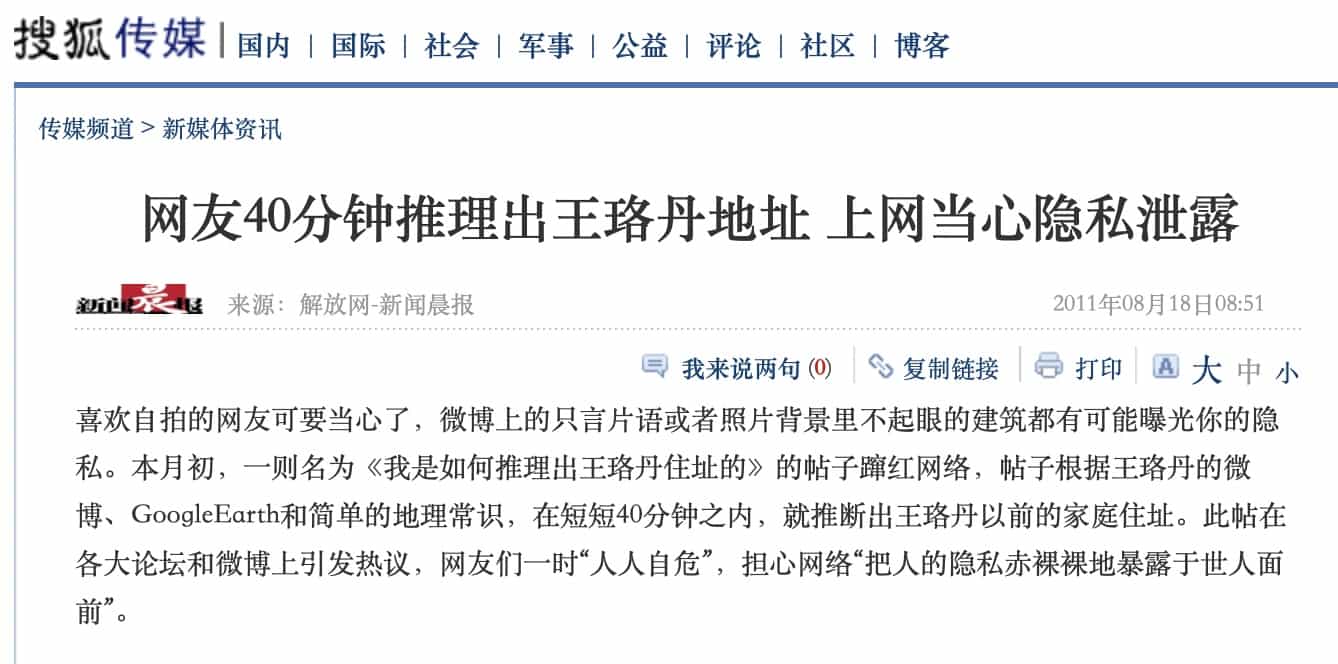 搜狐传媒 | 国内 | 国际 | 社会 | 军事 | 公益 | 评论 | 社区 | 博客
传媒频道 > 新媒体资讯
网友40分钟推理出王珞丹地址 上网当心隐私泄露
新闻晨报 来源：解放网-新闻晨报 2011年08月18日08:51
我来说两句 (0) 复制链接 打印 A 大 中 小
喜欢自拍的网友可要当心了，微博上的只言片语或者照片背景里不起眼的建筑都有可能曝光你的隐
私。本月初，一则名为《我是如何推理出王珞丹住址的》的帖子蹿红网络，帖子根据王珞丹的微
博、GoogleEarth和简单的地理常识，在短短40分钟之内，就推断出王珞丹以前的家庭住址。此帖在
各大论坛和微博上引发热议，网友们一时“人人自危”，担心网络“把人的隐私赤裸裸地暴露于世人面
前”。